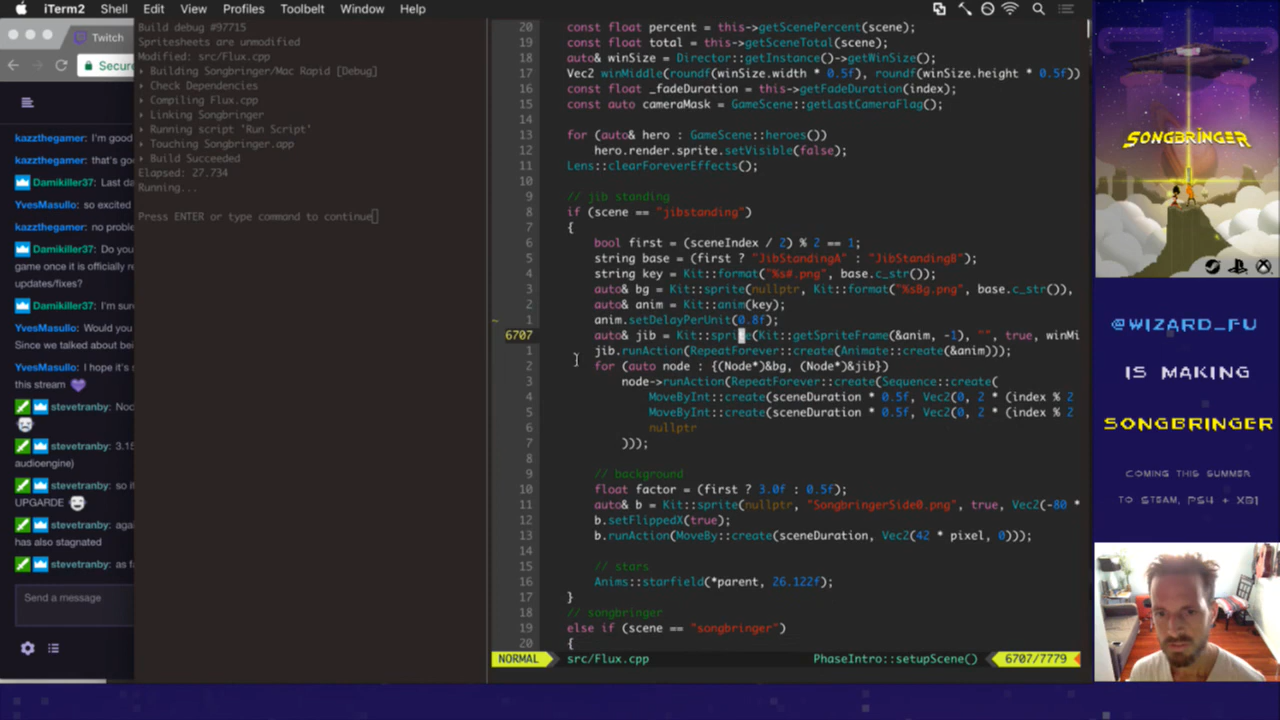 iTerm2 Shell Edit View Profiles Toolbelt Window Help
Twitch
Secure
kazzthegamer: I'm good
kazzthegamer: that's goo
Damikiller37: Last da
YvesMasullo: so excited
kazzthegamer: no proble
Damikiller37: Do you
game once it is officially re
updates/fixes?
Damikiller37: I'm sure
YvesMasullo: Would you
Since we talked about bei
YvesMasullo: I hope it's
this stream
stevetranby: Nod
stevetranby: 3.15
audioengine)
stevetranby: so if
UPGARDE
stevetranby: agai
has also stagnated
stevetranby: as fa
Send a message
Build debug #97715
Spritesheets are unmodified
Modified: src/Flux.cpp
Building Songbringer/Mac Rapid [Debug]
Check Dependencies
Compiling Flux.cpp
Linking Songbringer
Running script 'Run Script'
Touching Songbringer.app
Build Succeeded
Elapsed: 27.734
Running...
Press ENTER or type command to continue
20 const float percent = this->getScenePercent(scene);
19 const float total = this->getSceneTotal(scene);
18 auto& winSize = Director::getInstance()->getWinSize();
17 Vec2 winMiddle(roundf(winSize.width * 0.5f), roundf(winSize.height * 0.5f))
16 const float _fadeDuration = this->getFadeDuration(index);
15 const auto cameraMask = GameScene::getLastCameraFlag();
14
13 for (auto& hero : GameScene::heroes())
12 hero.render.sprite.setVisible(false);
11 Lens::clearForeverEffects();
10
9 // jib standing
8 if (scene == "jibstanding")
7 {
6 bool first = (sceneIndex / 2) % 2 == 1;
5 string base = (first ? "JibStandingA" : "JibStandingB");
4 string key = Kit::format("%s#.png", base.c_str());
3 auto& bg = Kit::sprite(nullptr, Kit::format("%sBg.png", base.c_str()),
2 auto& anim = Kit::anim(key);
~ 1 anim.setDelayPerUnit(0.8f);
6707 auto& jib = Kit::sprite(Kit::getSpriteFrame(&anim, -1), "", true, winMi
1 jib.runAction(RepeatForever::create(Animate::create(&anim)));
2 for (auto node : {(Node*)&bg, (Node*)&jib})
3 node->runAction(RepeatForever::create(Sequence::create(
4 MoveByInt::create(sceneDuration * 0.5f, Vec2(0, 2 * (index % 2
5 MoveByInt::create(sceneDuration * 0.5f, Vec2(0, 2 * (index % 2
6 nullptr
7 )));
8
9 // background
10 float factor = (first ? 3.0f : 0.5f);
11 auto& b = Kit::sprite(nullptr, "SongbringerSide0.png", true, Vec2(-80 *
12 b.setFlippedX(true);
13 b.runAction(MoveBy::create(sceneDuration, Vec2(42 * pixel, 0)));
14
15 // stars
16 Anims::starfield(*parent, 26.122f);
17 }
18 // songbringer
19 else if (scene == "songbringer")
20 {
NORMAL src/Flux.cpp PhaseIntro::setupScene() 6707/7779
SONGBRINGER
@WIZARD_FU
IS MAKING
SONGBRINGER
COMING THIS SUMMER
TO STEAM, PS4 + XB1